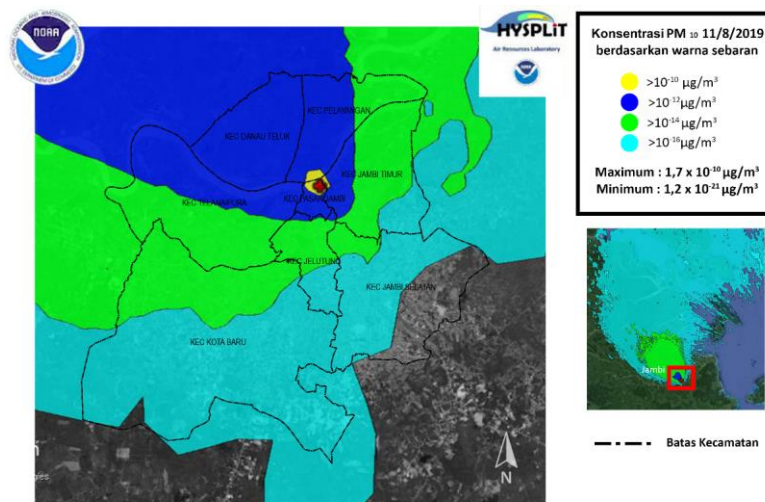 NOAA
HYSPLIT
Air Resources Laboratory
Konsentrasi PM 10 11/8/2019
berdasarkan warna sebaran
>10-10 µg/m3
>10-12µg/m3
>10-14 µg/m3
>10-16 µg/m3
Maximum : 1,7 x 10-10 µg/m3
Minimum : 1,2 x 10-21 µg/m3
KEC PELAYANGAN
KEC DANAU TELUK
KEC JAMBI TIMUR
KEC PASAR JAMBI
KEC TELANAIPURA
KEC JELUTUNG
KEC JAMBI SELATAN
KEC KOTA BARU
N
Jambi
Batas Kecamatan